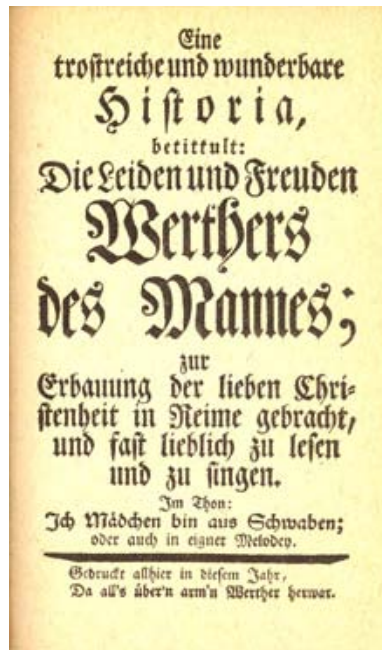 Eine
trostreiche und wunderbare
Historia,
betittult:
Die Leiden und Freuden
Werthers
des Mannes;
zur
Erbauung der lieben Chri-
stenheit in Reime gebracht,
und fast lieblich zu lesen
und zu singen.
Im Thon:
Ich Mädchen bin aus Schwaben;
oder auch in eigner Melodey.
Gedruckt allhier in diesem Jahr,
Da all's über'n arm'n Werther herwar.